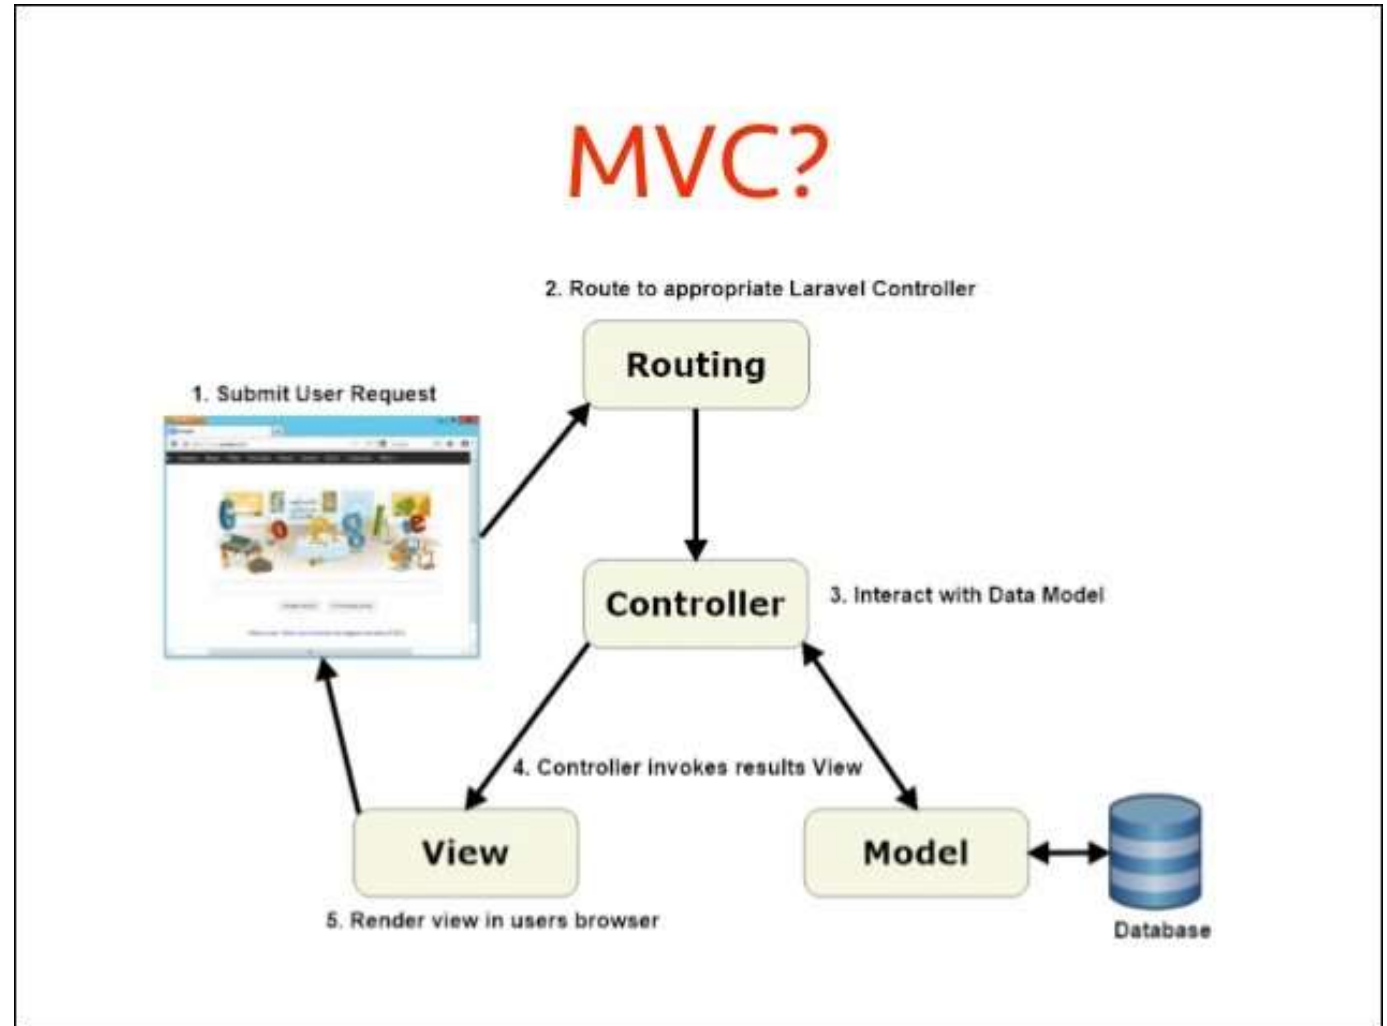 MVC?
2. Route to appropriate Laravel Controller
Routing
1. Submit User Request
Google
Controller
3. Interact with Data Model
4. Controller invokes results View
View
Model
5. Render view in users browser
Database